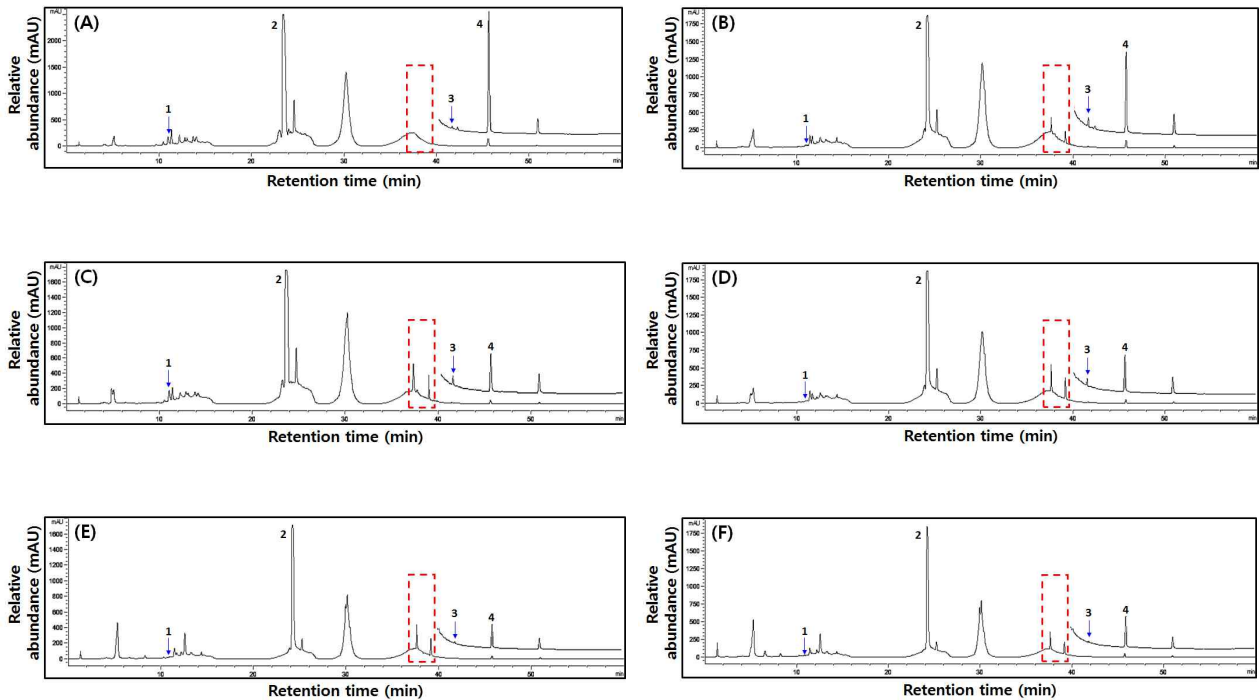 mAU
(A)
2500
2000
1500
1000
500
0
Relative
abundance (mAU)
1
2
3
4
10
20
30
40
50
min
Retention time (min)
mAU
(B)
1750
1500
1250
1000
750
500
250
0
Relative
abundance (mAU)
1
2
3
4
10
20
30
40
50
min
Retention time (min)
mAU
(C)
1600
1400
1200
1000
800
600
400
200
0
Relative
abundance (mAU)
1
2
3
4
10
20
30
40
50
min
Retention time (min)
mAU
(D)
1750
1500
1250
1000
750
500
250
0
Relative
abundance (mAU)
1
2
3
4
10
20
30
40
50
min
Retention time (min)
mAU
(E)
1600
1400
1200
1000
800
600
400
200
0
Relative
abundance (mAU)
1
2
3
4
10
20
30
40
50
min
Retention time (min)
mAU
(F)
1750
1500
1250
1000
750
500
250
0
Relative
abundance (mAU)
1
2
3
4
10
20
30
40
50
min
Retention time (min)